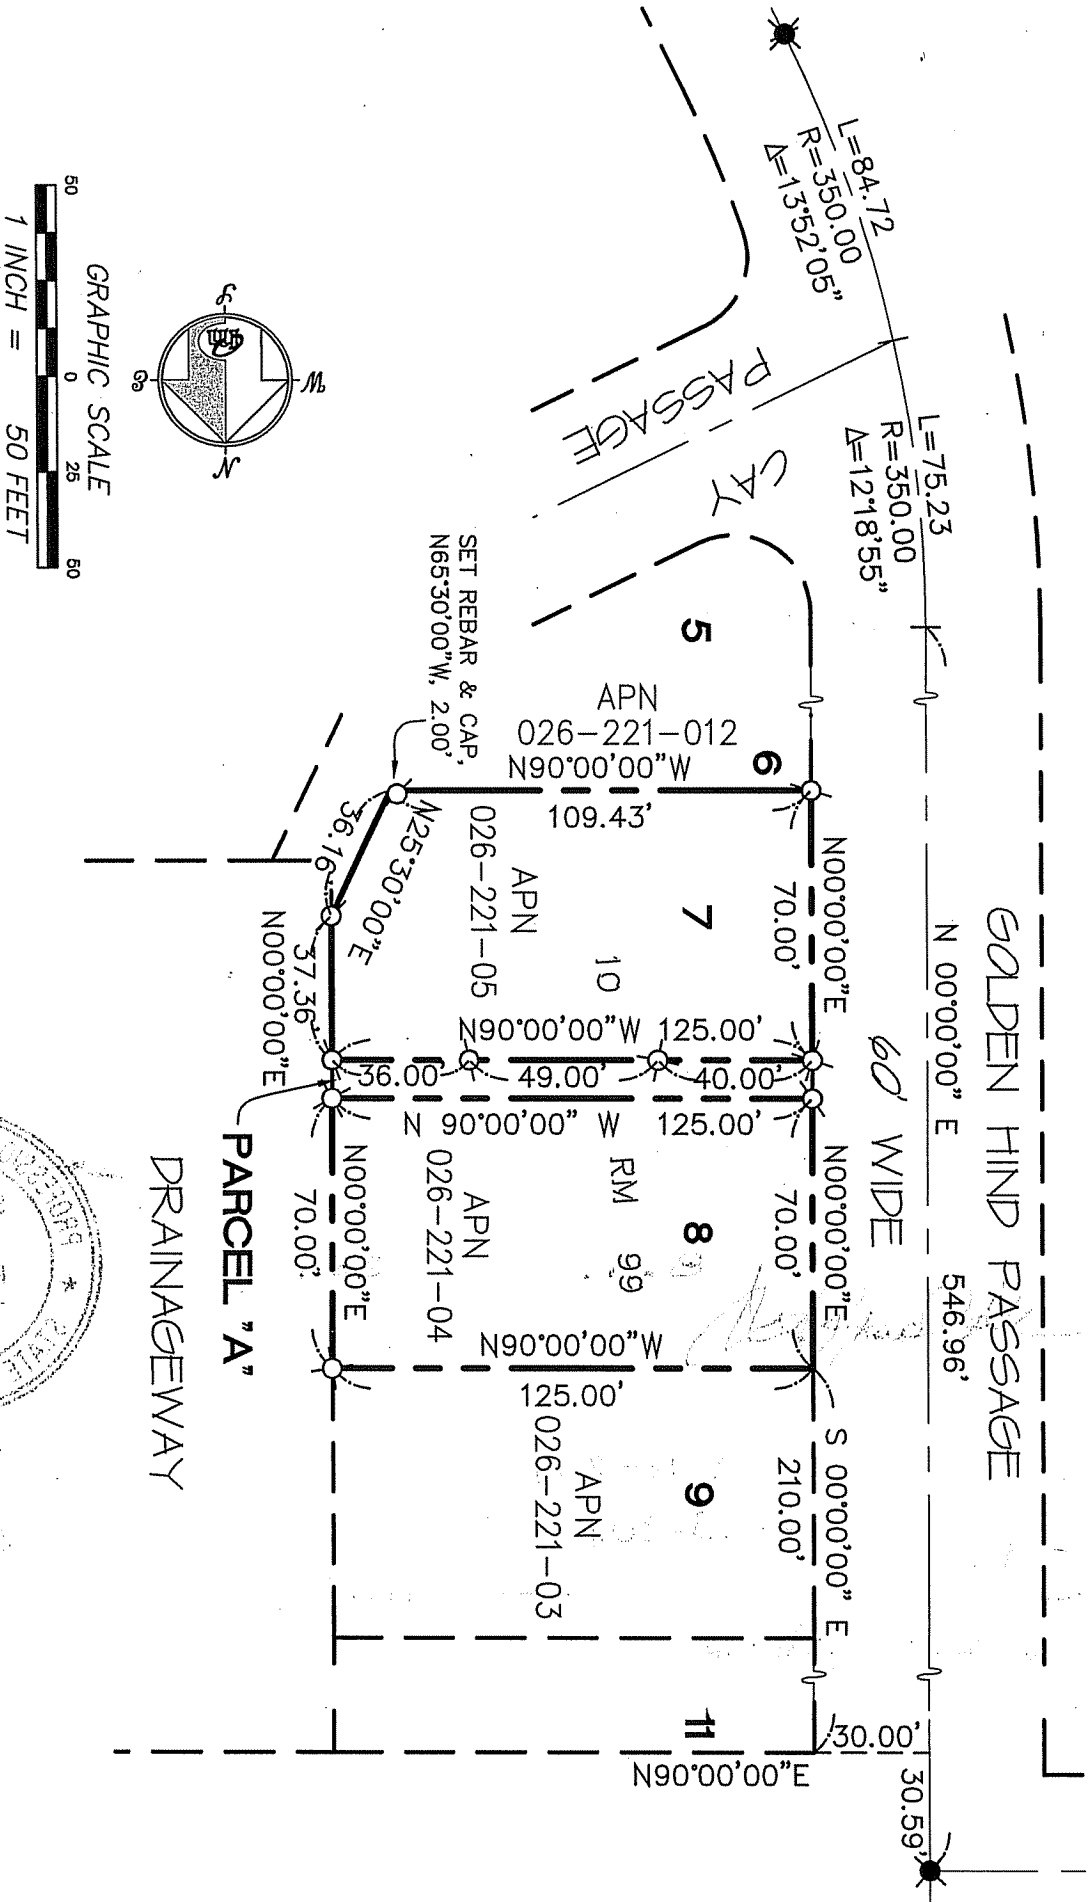 L=84.72
R=350.00
Δ=13°52'05"
L=75.23
R=350.00
Δ=12°18'55"
GOLDEN HIND PASSAGE
N 00°00'00" E
546.96'
60' WIDE
30.00'
30.59'
PASSAGE
CAY
5
APN
026-221-012
6
N90°00'00"W
109.43'
SET REBAR & CAP,
N65°30'00"W, 2.00'
N00°00'00"E
70.00'
7
10
APN
026-221-05
N25°30'00"E
36.16'
37.36'
N00°00'00"E
N90°00'00"W 125.00'
36.00'
49.00'
40.00'
N 90°00'00" W 125.00'
N00°00'00"E
70.00'
8
RM 99
APN
026-221-04
N00°00'00"E
70.00'
N90°00'00"W
125.00'
S 00°00'00" E
210.00'
9
APN
026-221-03
11
N90°00'00"E
PARCEL "A"
DRAINAGEWAY
N
S
E
W
GRAPHIC SCALE
50 0 25 50
1 INCH = 50 FEET